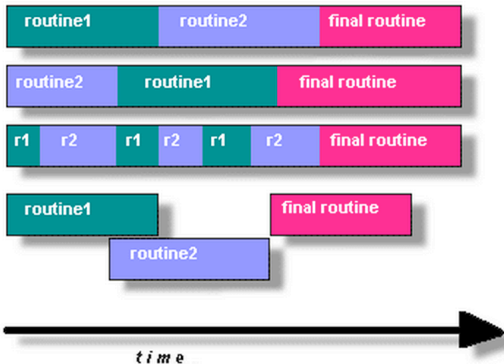 routine1 routine2 final routine
routine2 routine1 final routine
r1 r2 r1 r2 r1 r2 final routine
routine1 final routine
routine2
time